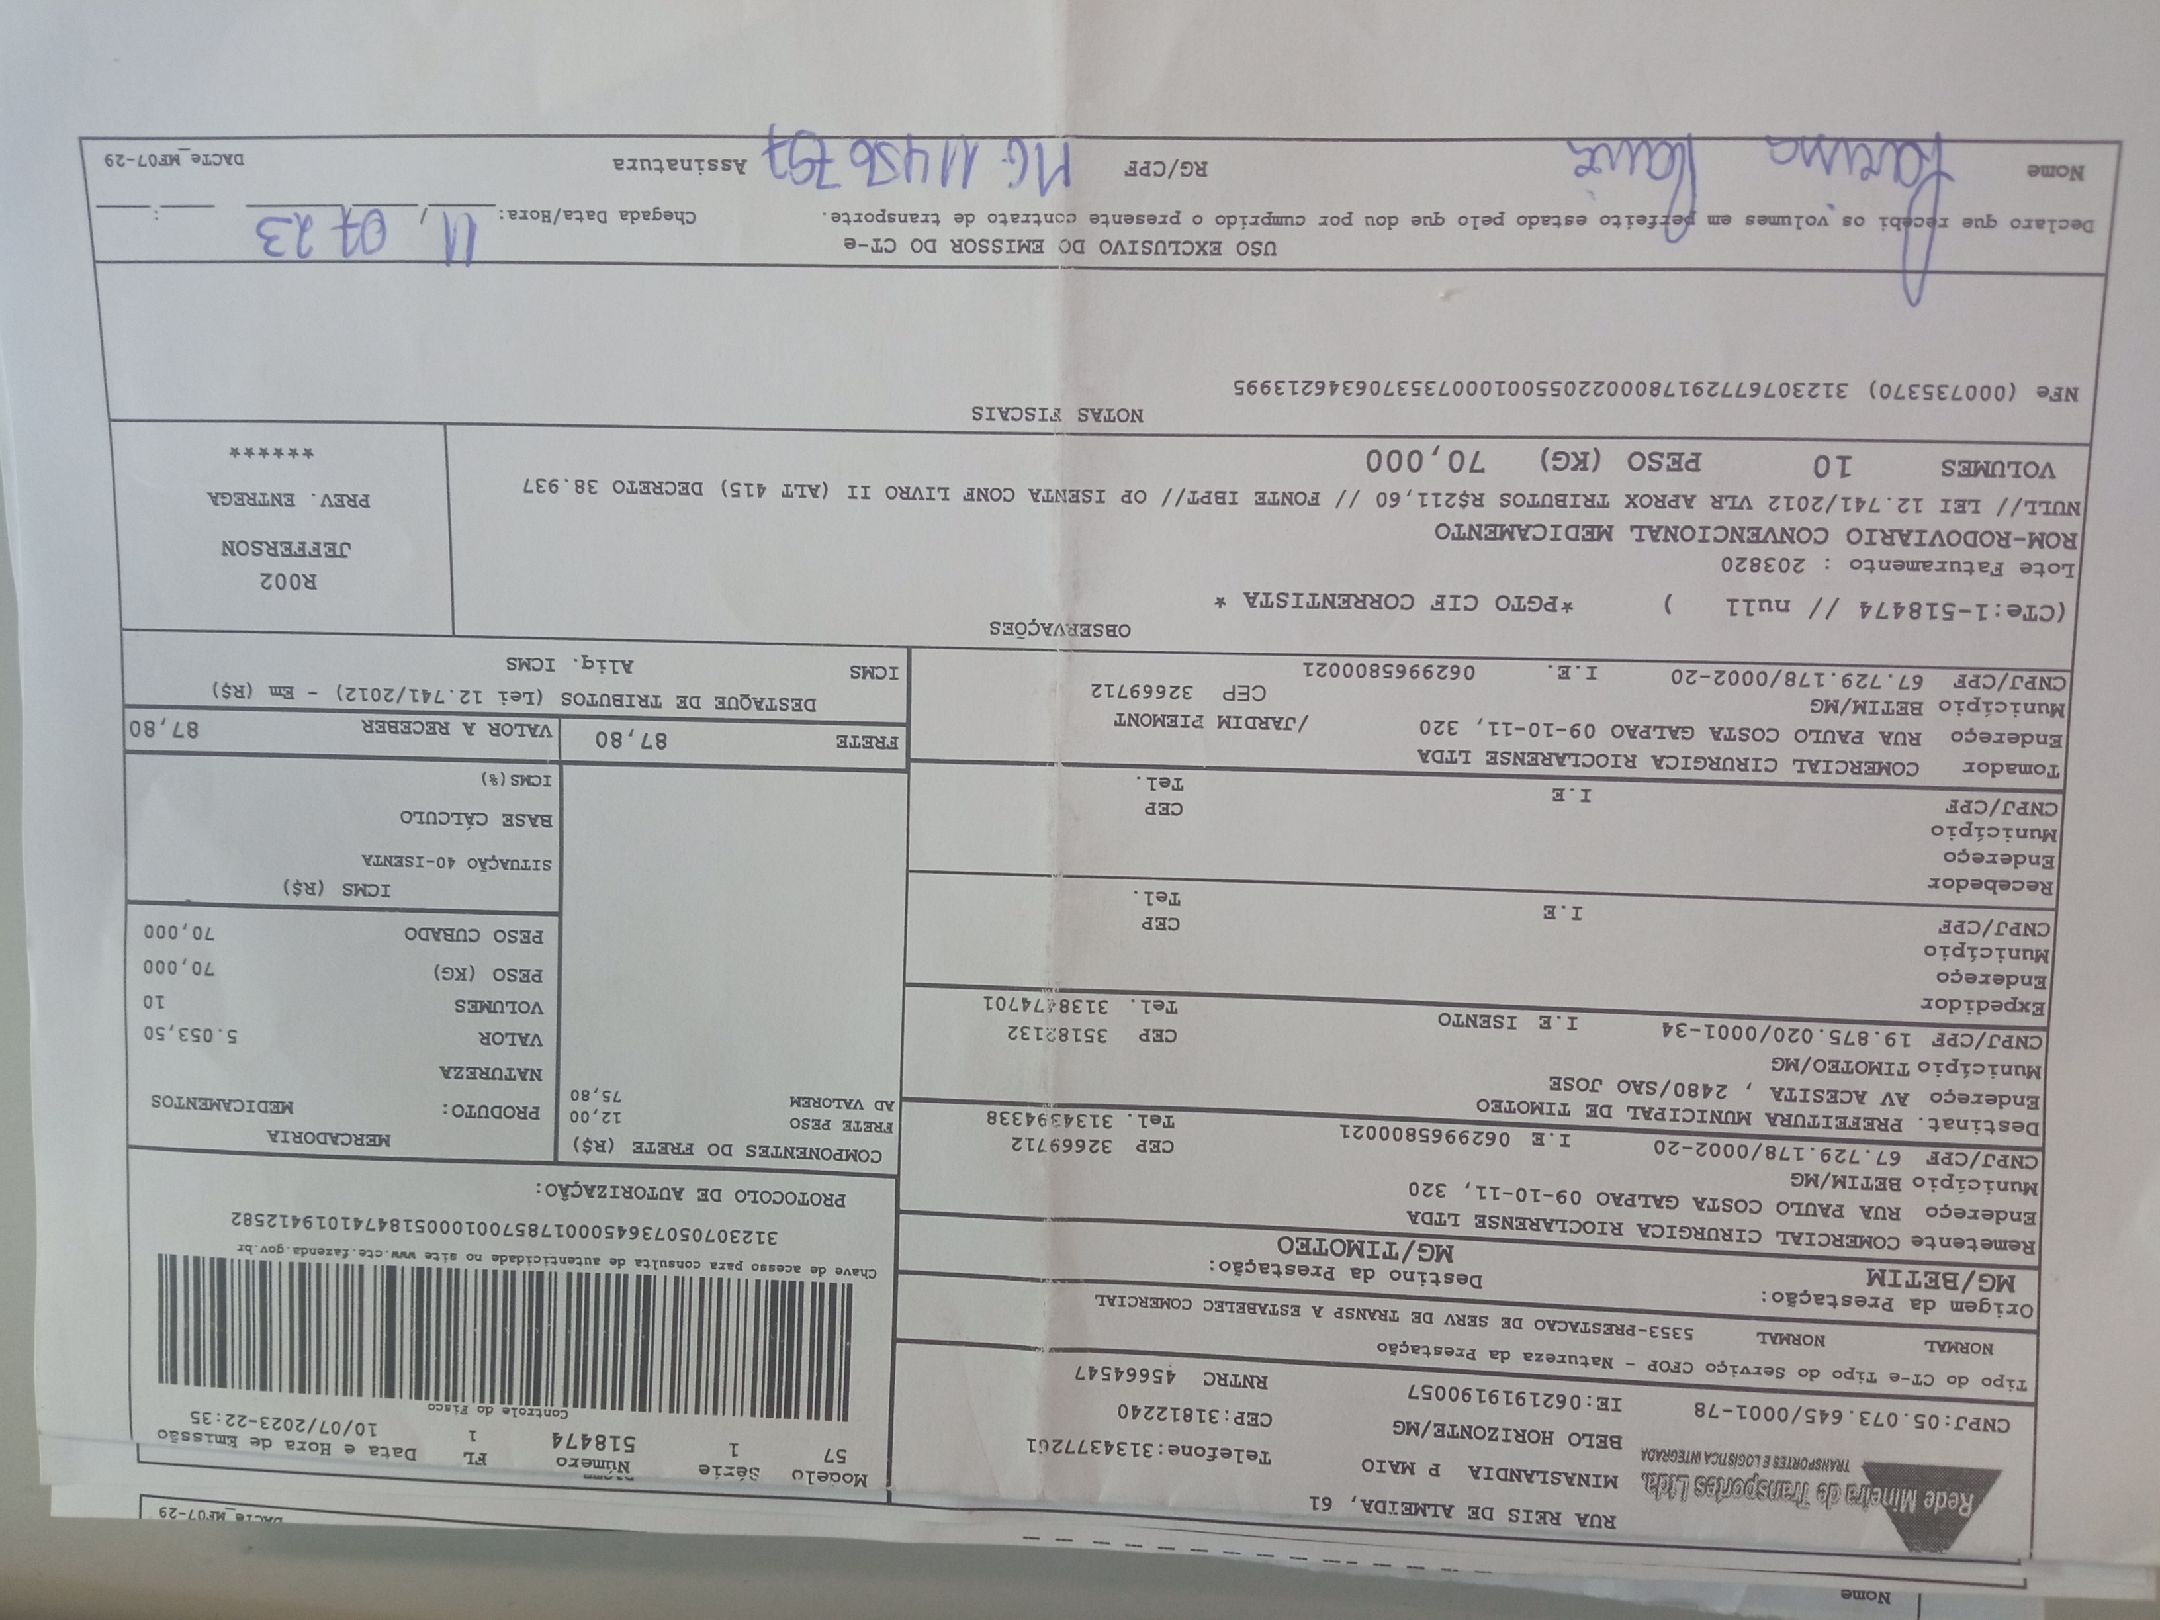 Nome
DACTe_MF07-29
Rede Mineira de Transportes Ltda.
TRANSPORTES E LOGÍSTICA INTEGRADA
RUA REIS DE ALMEIDA, 61
MINASLANDIA P MAIO Telefone:3134377261
BELO HORIZONTE/MG CEP:31812240
CNPJ:05.073.645/0001-78 IE:0621919190057 RNTRC 45664547
Modelo Série Número FL Data e Hora de Emissão
57 1 518474 1 10/07/2023-22:35
Controle do Fisco
Tipo do CT-e Tipo do Serviço CFOP - Natureza da Prestação
NORMAL NORMAL 5353-PRESTACAO DE SERV DE TRANSP A ESTABELEC COMERCIAL
Chave de acesso para consulta de autenticidade no site www.cte.fazenda.gov.br
31230705073645000178570010005184741019412582
Origem da Prestação: Destino da Prestação:
MG/BETIM MG/TIMOTEO
PROTOCOLO DE AUTORIZAÇÃO:
Remetente COMERCIAL CIRURGICA RIOCLARENSE LTDA
Endereço RUA PAULO COSTA GALPAO 09-10-11, 320
Município BETIM/MG CEP 32669712
CNPJ/CPF 67.729.178/0002-20 I.E 0629965800021 Tel. 3134394338
Destinat. PREFEITURA MUNICIPAL DE TIMOTEO
Endereço AV ACESITA , 2480/SAO JOSE
Município TIMOTEO/MG CEP 35182132
CNPJ/CPF 19.875.020/0001-34 I.E ISENTO Tel. 3138474701
Expedidor
Endereço
Município CEP
CNPJ/CPF I.E Tel.
Recebedor
Endereço
Município CEP
CNPJ/CPF I.E Tel.
Tomador COMERCIAL CIRURGICA RIOCLARENSE LTDA
Endereço RUA PAULO COSTA GALPAO 09-10-11, 320 /JARDIM PIEMONT
Município BETIM/MG CEP 32669712
CNPJ/CPF 67.729.178/0002-20 I.E. 0629965800021
COMPONENTES DO FRETE (R$)
FRETE PESO 12,00
AD VALOREM 75,80
MERCADORIA
PRODUTO: MEDICAMENTOS
NATUREZA
VALOR 5.053,50
VOLUMES 10
PESO (KG) 70,000
PESO CUBADO 70,000
ICMS (R$)
SITUAÇÃO 40-ISENTA
BASE CÁLCULO
ICMS(%)
FRETE 87,80 VALOR A RECEBER 87,80
DESTAQUE DE TRIBUTOS (Lei 12.741/2012) - Em (R$)
ICMS Aliq. ICMS
OBSERVAÇÕES
(CTe:1-518474 // null ) *PGTO CIF CORRENTISTA *
Lote Faturamento : 203820
ROM-RODOVIARIO CONVENCIONAL MEDICAMENTO
NULL// LEI 12.741/2012 VLR APROX TRIBUTOS R$211,60 // FONTE IBPT// OP ISENTA CONF LIVRO II (ALT 415) DECRETO 38.937
VOLUMES 10 PESO (KG) 70,000
R002
JEFFERSON
PREV. ENTREGA
******
NOTAS FISCAIS
NFe (000735370) 31230767729178000220550010007353706346213995
USO EXCLUSIVO DO EMISSOR DO CT-e
Declaro que recebi os volumes em perfeito estado pelo que dou por cumprido o presente contrato de transporte. Chegada Data/Hora: 11 / 07 23 :
Nome RG/CPF MG 11456797 Assinatura
DACTe_MF07-29